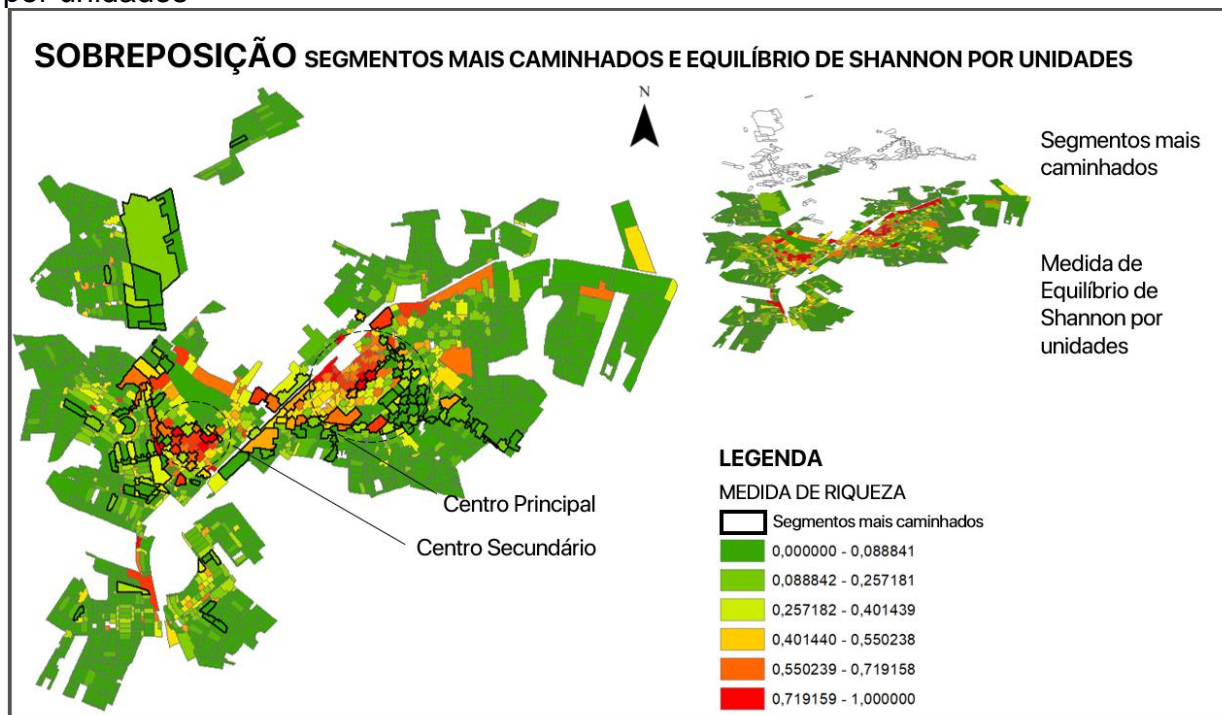 por unidades
SOBREPOSIÇÃO SEGMENTOS MAIS CAMINHADOS E EQUILÍBRIO DE SHANNON POR UNIDADES
N
Segmentos mais
caminhados
Medida de
Equilíbrio de
Shannon por
unidades
Centro Principal
Centro Secundário
LEGENDA
MEDIDA DE RIQUEZA
Segmentos mais caminhados
0,000000 - 0,088841
0,088842 - 0,257181
0,257182 - 0,401439
0,401440 - 0,550238
0,550239 - 0,719158
0,719159 - 1,000000